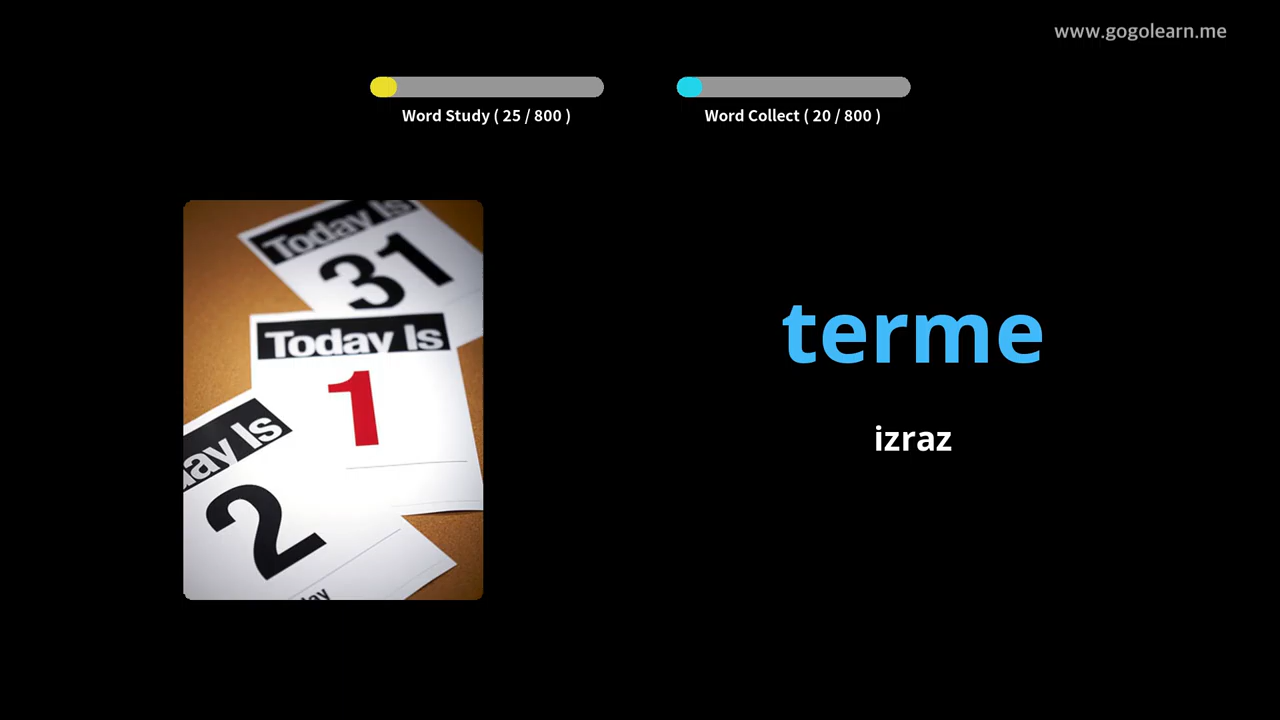 www.gogolearn.me
Word Study ( 25 / 800 )
Word Collect ( 20 / 800 )
Today Is
31
Today Is
1
ay Is
2
day
terme
izraz